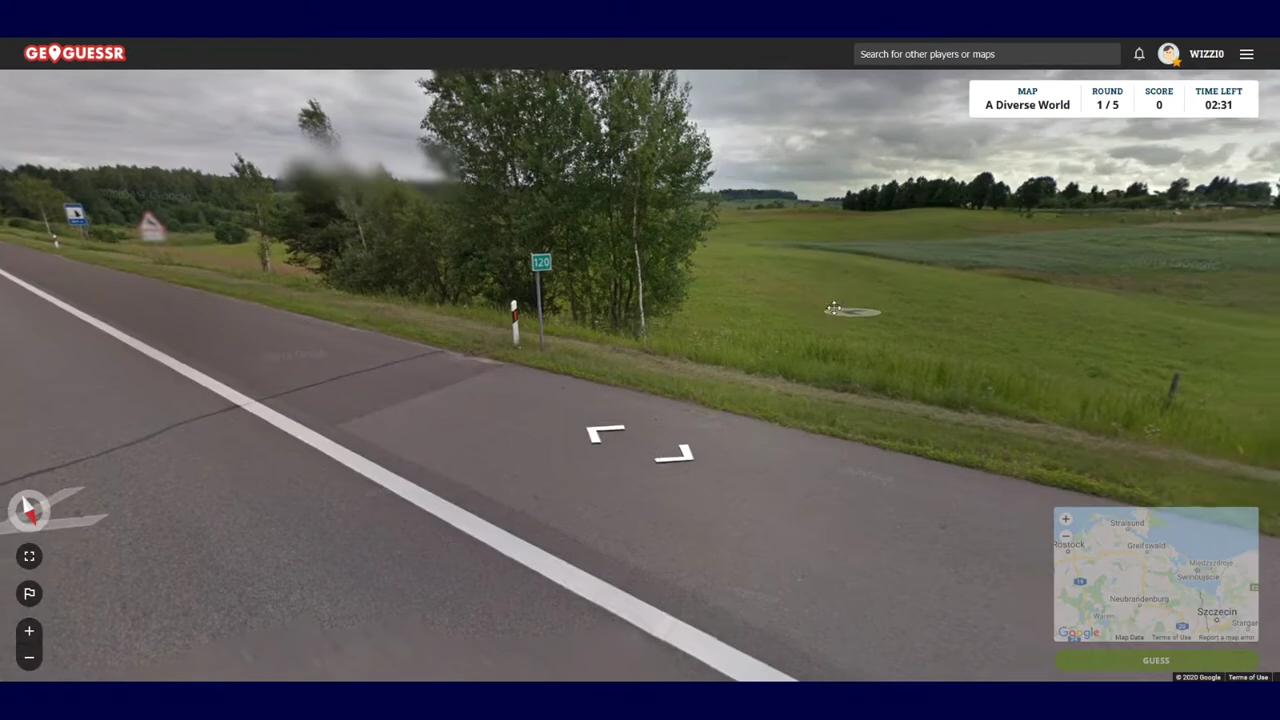 GEOGUESSR
Search for other players or maps
WIZZI0
MAP
A Diverse World
ROUND
1 / 5
SCORE
0
TIME LEFT
02:31
120
Stralsund
Rostock
Greifswald
Międzyzdroje
Świnoujście
Neubrandenburg
Waren
Szczecin
Google
Map Data
Terms of Use
Report a map error
GUESS
© 2020 Google
Terms of Use